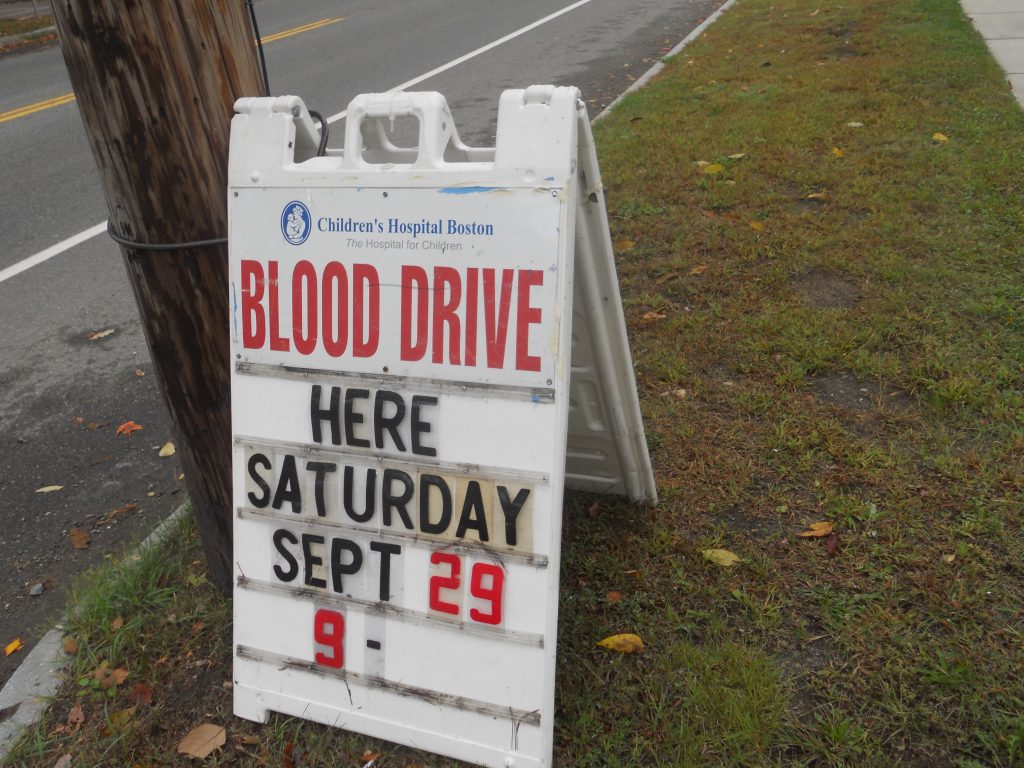 Children's Hospital Boston
The Hospital for Children
BLOOD DRIVE
HERE
SATURDAY
SEPT 29
9 -